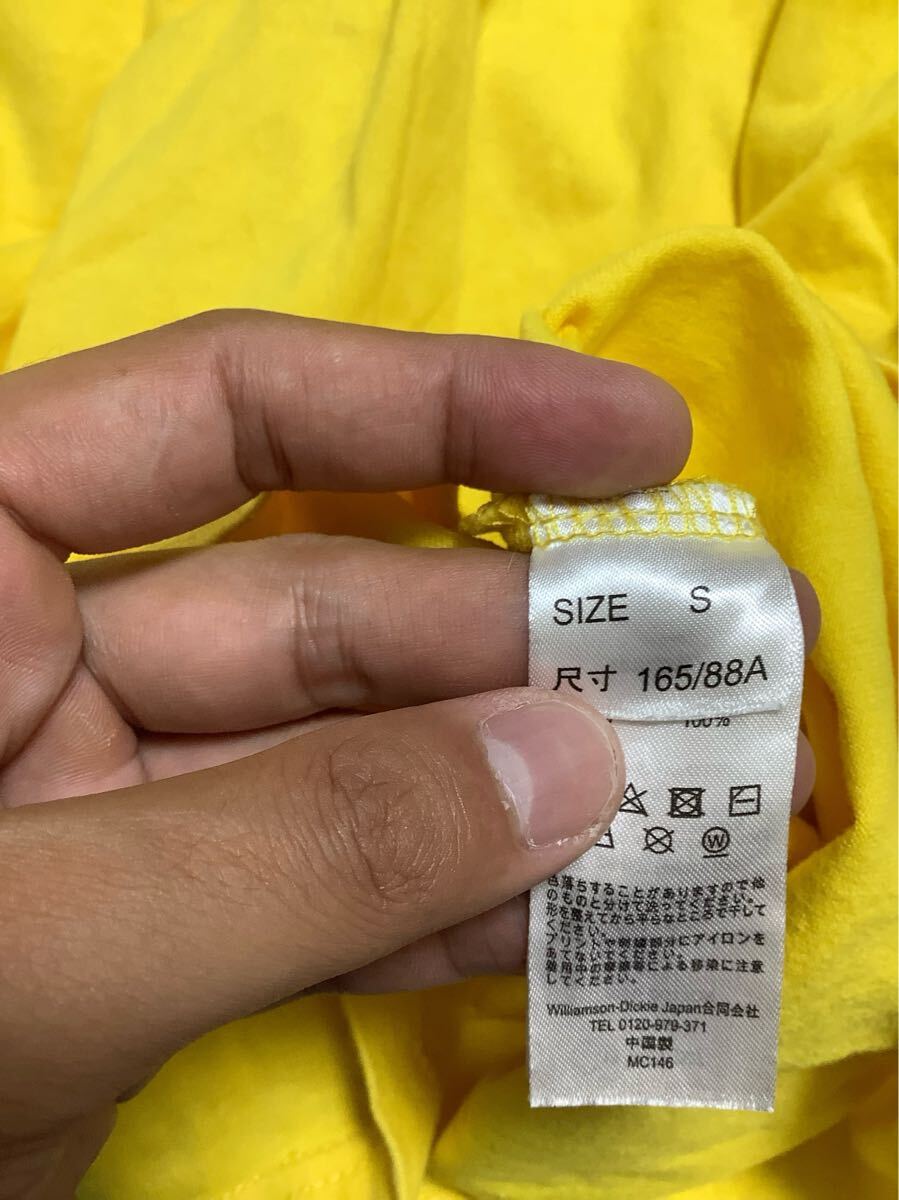 SIZE S
尺寸 165/88A
100%
W
色落ちすることがありますので他
のものと分けて洗ってください。
形を整えてから平らなところで干して
ください。
プリントや刺繍部分にアイロンを
あてないでください。
着用中の摩擦等による移染に注意
してください。
Williamson-Dickie Japan合同会社
TEL 0120-979-371
中国製
MC146